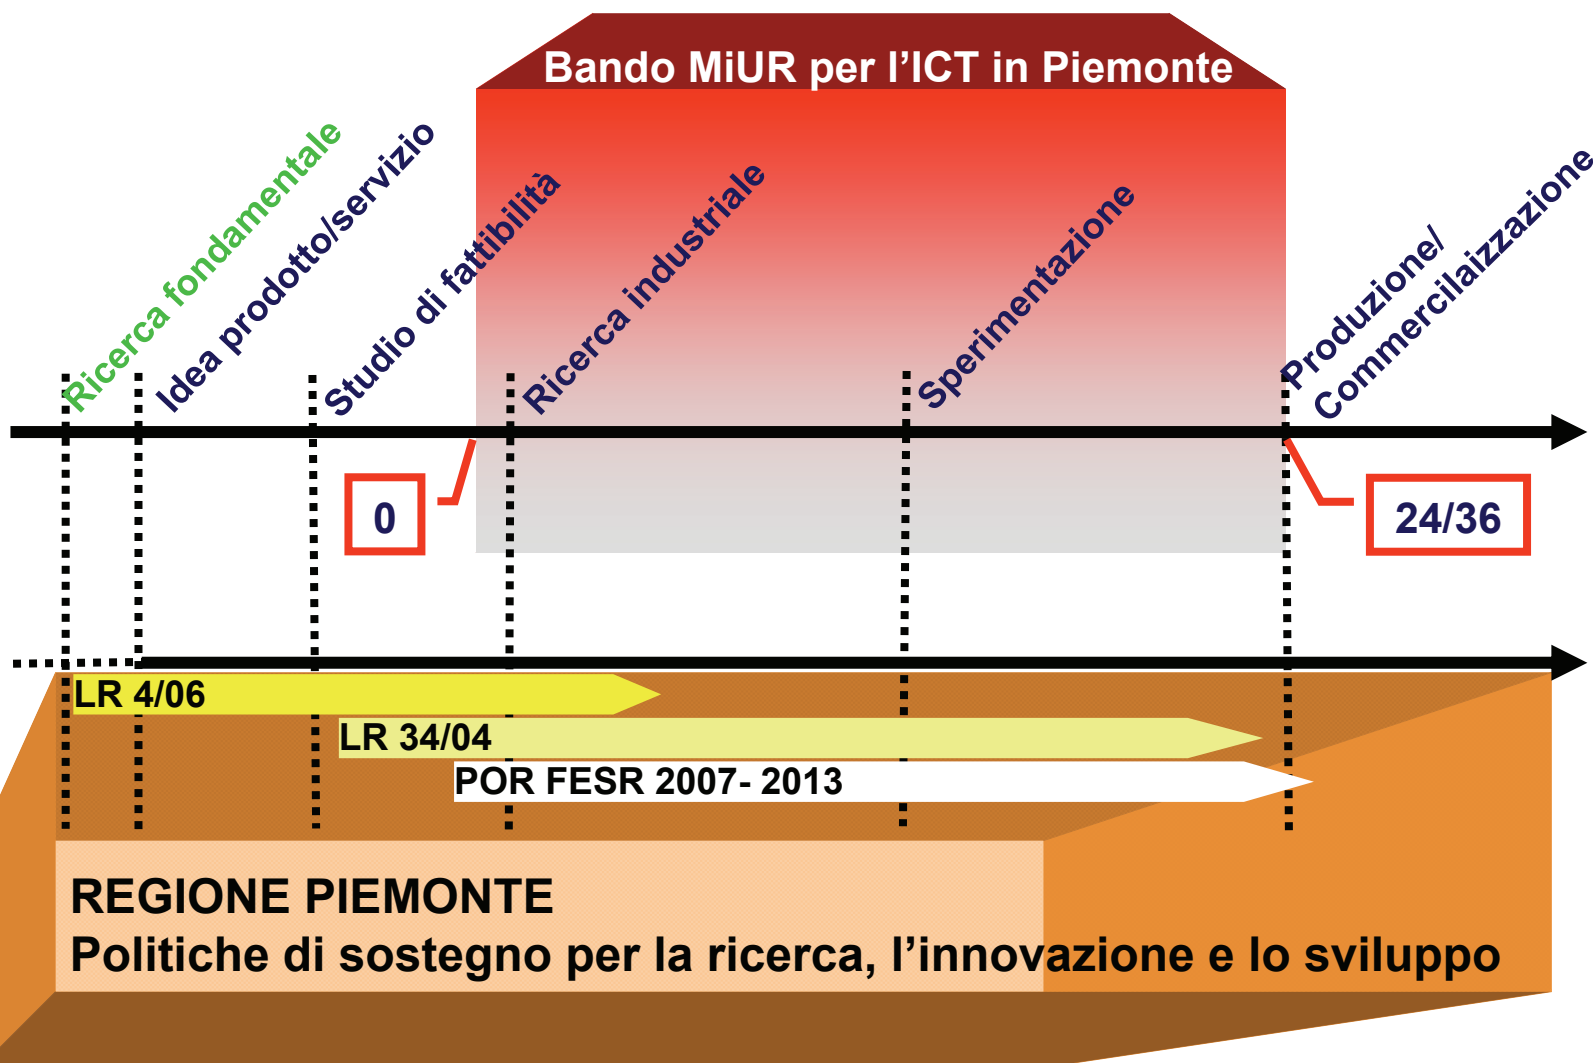 Bando MiUR per l’ICT in Piemonte
Ricerca fondamentale
Idea prodotto/servizio
Studio di fattibilità
Ricerca industriale
Sperimentazione
Produzione/
Commercilaizzazione
0
24/36
LR 4/06
LR 34/04
POR FESR 2007- 2013
REGIONE PIEMONTE
Politiche di sostegno per la ricerca, l’innovazione e lo sviluppo